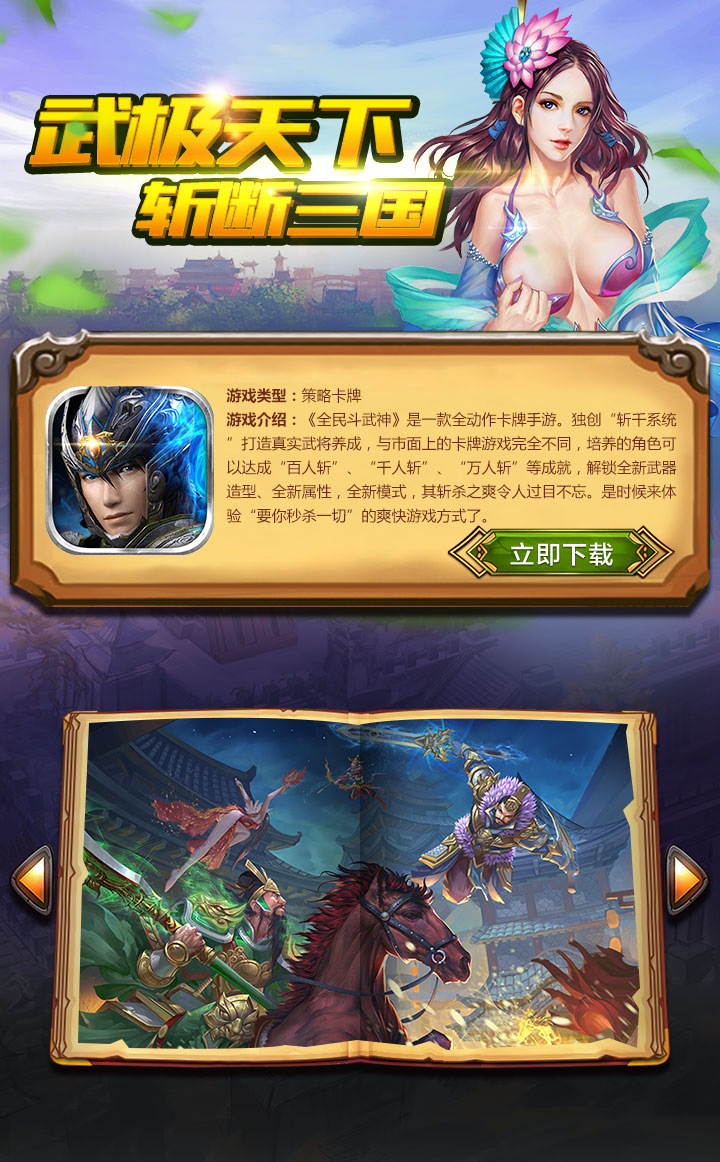 武极天下
斩断三国
游戏类型：策略卡牌
游戏介绍：《全民斗武神》是一款全动作卡牌手游。独创“斩千系统
”打造真实武将养成，与市面上的卡牌游戏完全不同，培养的角色可
以达成“百人斩”、“千人斩”、“万人斩”等成就，解锁全新武器
造型、全新属性，全新模式，其斩杀之爽令人过目不忘。是时候来体
验“要你秒杀一切”的爽快游戏方式了。
立即下载